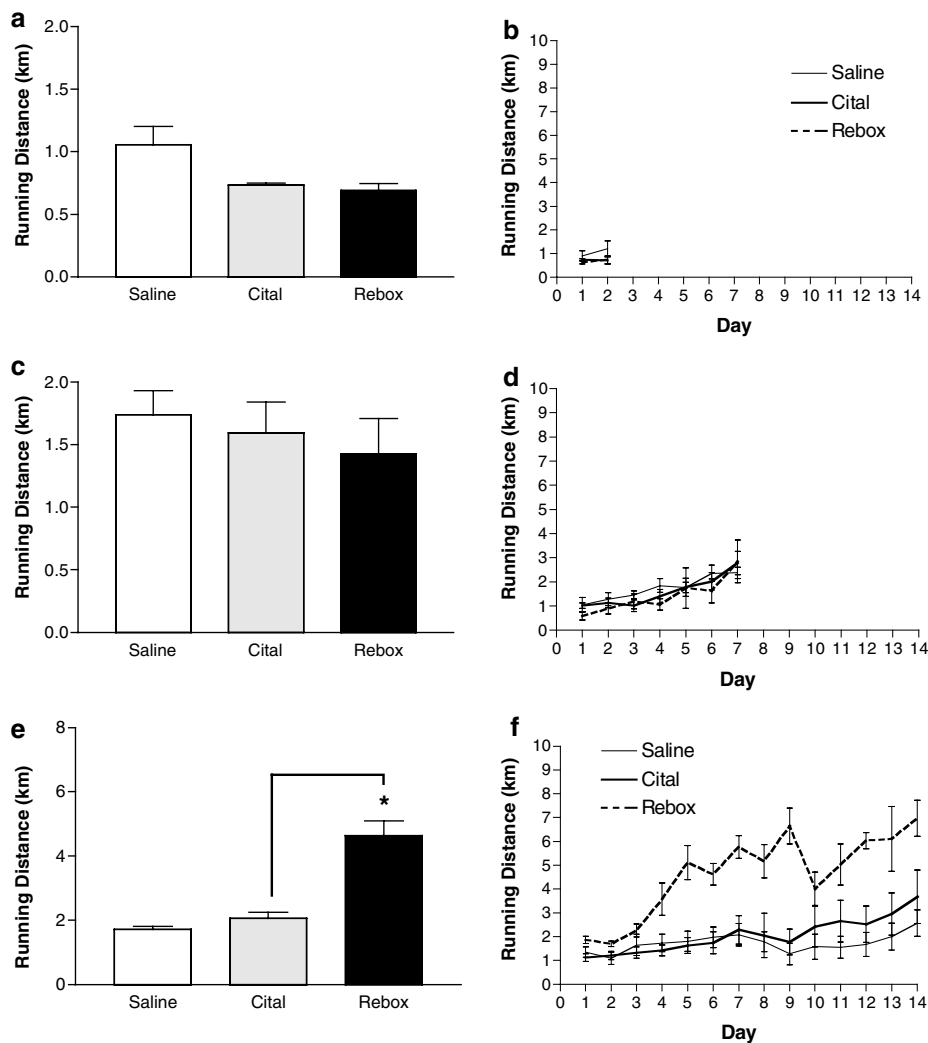 a
Running Distance (km)
2.0
1.5
1.0
0.5
0.0
Saline Cital Rebox
b
Running Distance (km)
10
9
8
7
6
5
4
3
2
1
0
Saline
Cital
Rebox
0 1 2 3 4 5 6 7 8 9 10 11 12 13 14
Day
c
Running Distance (km)
2.0
1.5
1.0
0.5
0.0
Saline Cital Rebox
d
Running Distance (km)
10
9
8
7
6
5
4
3
2
1
0
0 1 2 3 4 5 6 7 8 9 10 11 12 13 14
Day
e
Running Distance (km)
8
6
4
2
0
*
Saline Cital Rebox
f
Running Distance (km)
10
9
8
7
6
5
4
3
2
1
0
Saline
Cital
Rebox
0 1 2 3 4 5 6 7 8 9 10 11 12 13 14
Day